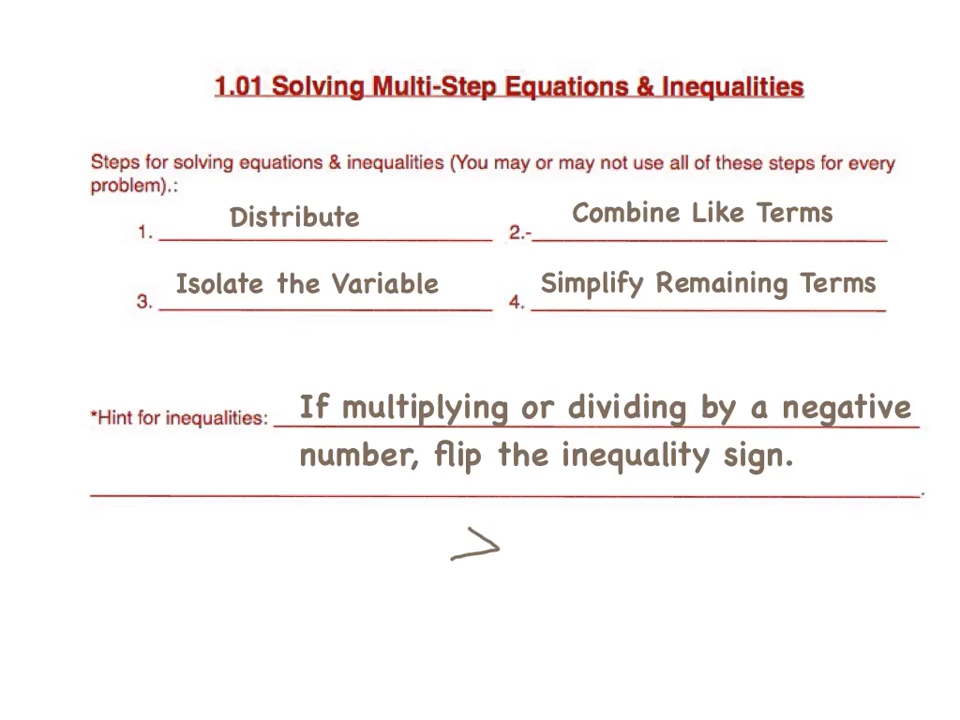 1.01 Solving Multi-Step Equations & Inequalities
Steps for solving equations & inequalities (You may or may not use all of these steps for every
problem).:
1. Distribute 2.- Combine Like Terms
3. Isolate the Variable 4. Simplify Remaining Terms
*Hint for inequalities: If multiplying or dividing by a negative
number, flip the inequality sign.
.
>